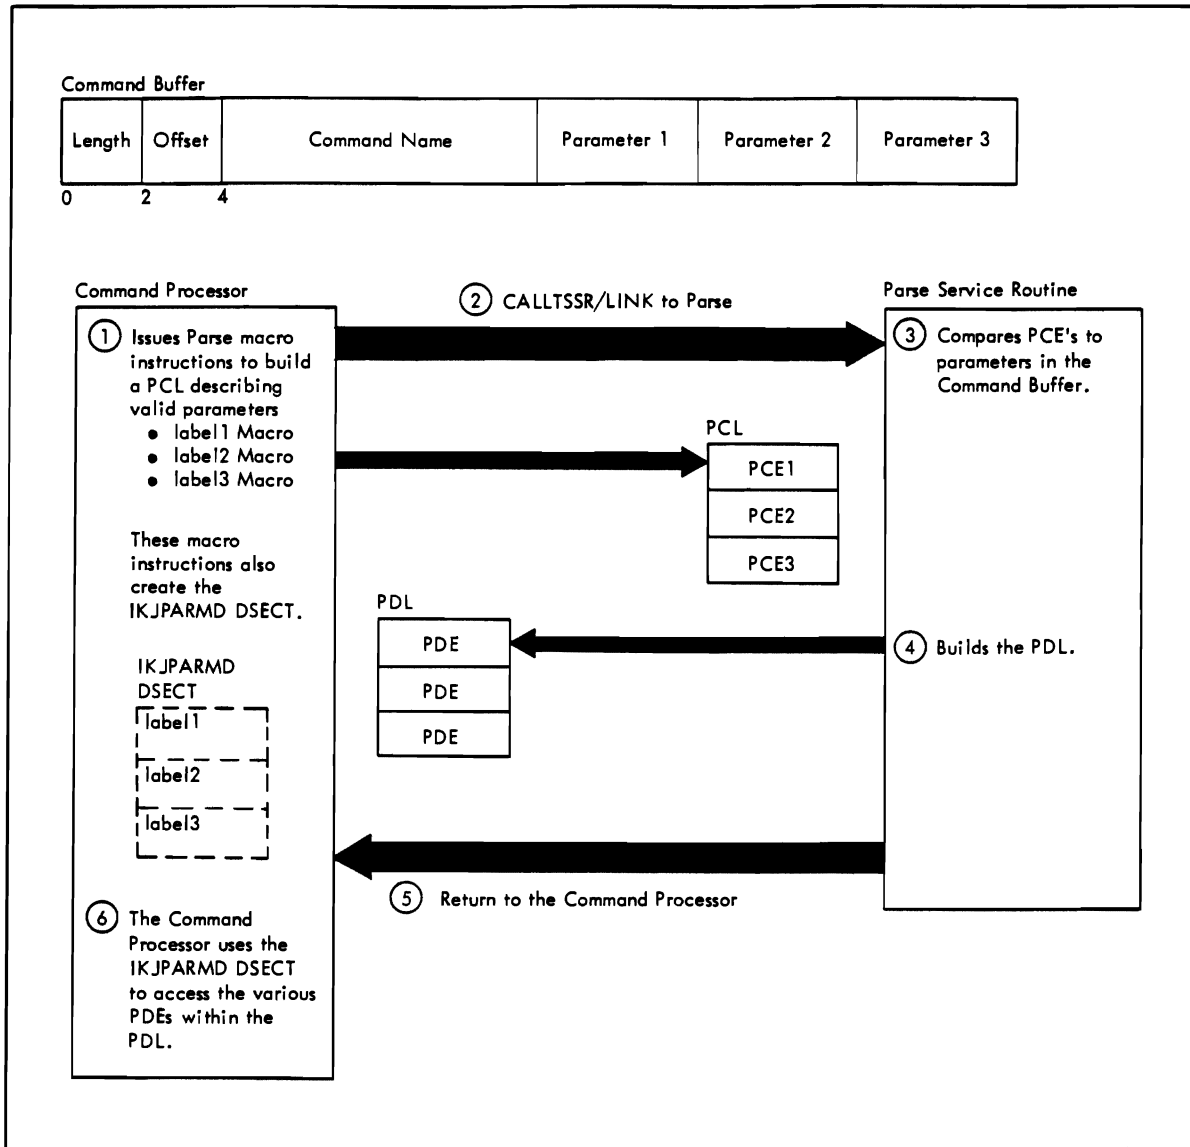 Command Buffer
Length Offset Command Name Parameter 1 Parameter 2 Parameter 3
0 2 4
Command Processor
1 Issues Parse macro
instructions to build
a PCL describing
valid parameters
● label1 Macro
● label2 Macro
● label3 Macro
These macro
instructions also
create the
IKJPARMD DSECT.
IKJPARMD
DSECT
label1
label2
label3
6 The Command
Processor uses the
IKJPARMD DSECT
to access the various
PDEs within the
PDL.
2 CALLTSSR/LINK to Parse
PCL
PCE1
PCE2
PCE3
PDL
PDE
PDE
PDE
5 Return to the Command Processor
Parse Service Routine
3 Compares PCE's to
parameters in the
Command Buffer.
4 Builds the PDL.